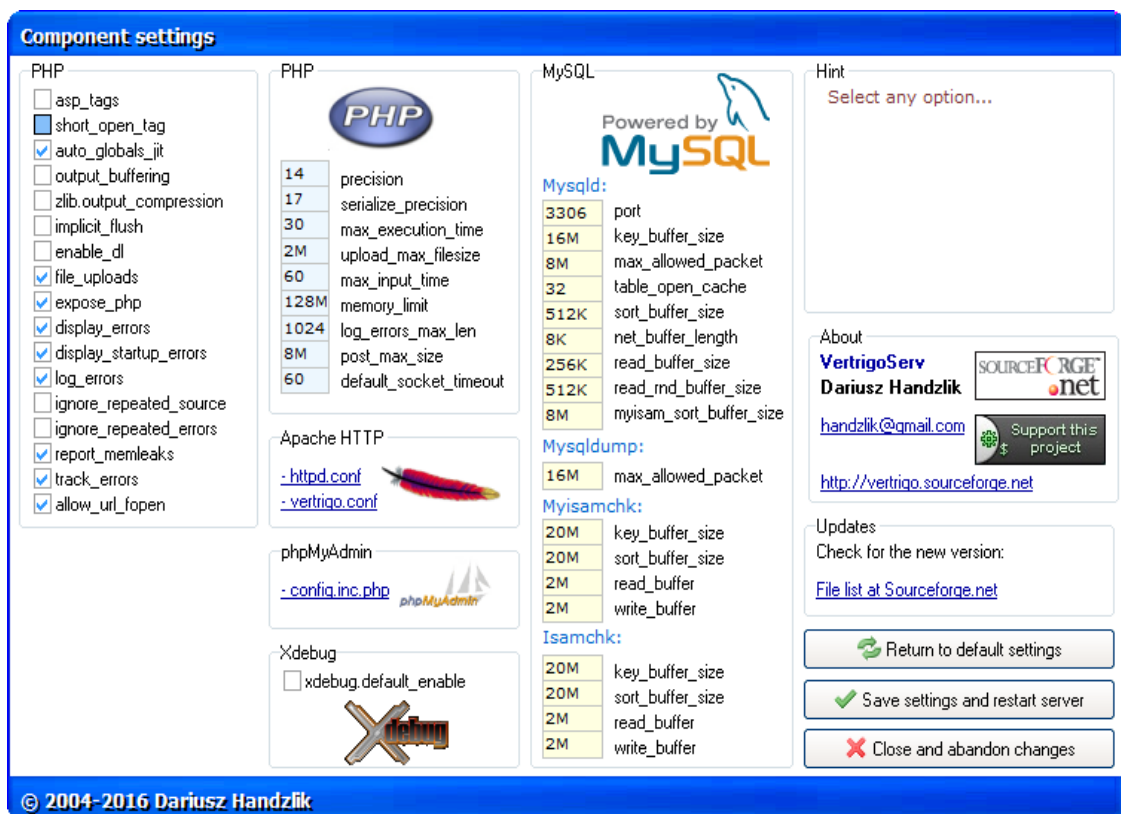 Component settings
PHP
asp_tags
short_open_tag
auto_globals_jit
output_buffering
zlib.output_compression
implicit_flush
enable_dl
file_uploads
expose_php
display_errors
display_startup_errors
log_errors
ignore_repeated_source
ignore_repeated_errors
report_memleaks
track_errors
allow_url_fopen
PHP
PHP
14 precision
17 serialize_precision
30 max_execution_time
2M upload_max_filesize
60 max_input_time
128M memory_limit
1024 log_errors_max_len
8M post_max_size
60 default_socket_timeout
Apache HTTP
- httpd.conf
- vertrigo.conf
phpMyAdmin
- config.inc.php
phpMyAdmin
Xdebug
xdebug.default_enable
Xdebug
MySQL
Powered by
MySQL
Mysqld:
3306 port
16M key_buffer_size
8M max_allowed_packet
32 table_open_cache
512K sort_buffer_size
8K net_buffer_length
256K read_buffer_size
512K read_rnd_buffer_size
8M myisam_sort_buffer_size
Mysqldump:
16M max_allowed_packet
Myisamchk:
20M key_buffer_size
20M sort_buffer_size
2M read_buffer
2M write_buffer
Isamchk:
20M key_buffer_size
20M sort_buffer_size
2M read_buffer
2M write_buffer
Hint
Select any option...
About
VertrigoServ
Dariusz Handzlik
SOURCEFORGE
.net
handzlik@gmail.com
$ Support this
project
http://vertrigo.sourceforge.net
Updates
Check for the new version:
File list at Sourceforge.net
Return to default settings
Save settings and restart server
Close and abandon changes
© 2004-2016 Dariusz Handzlik